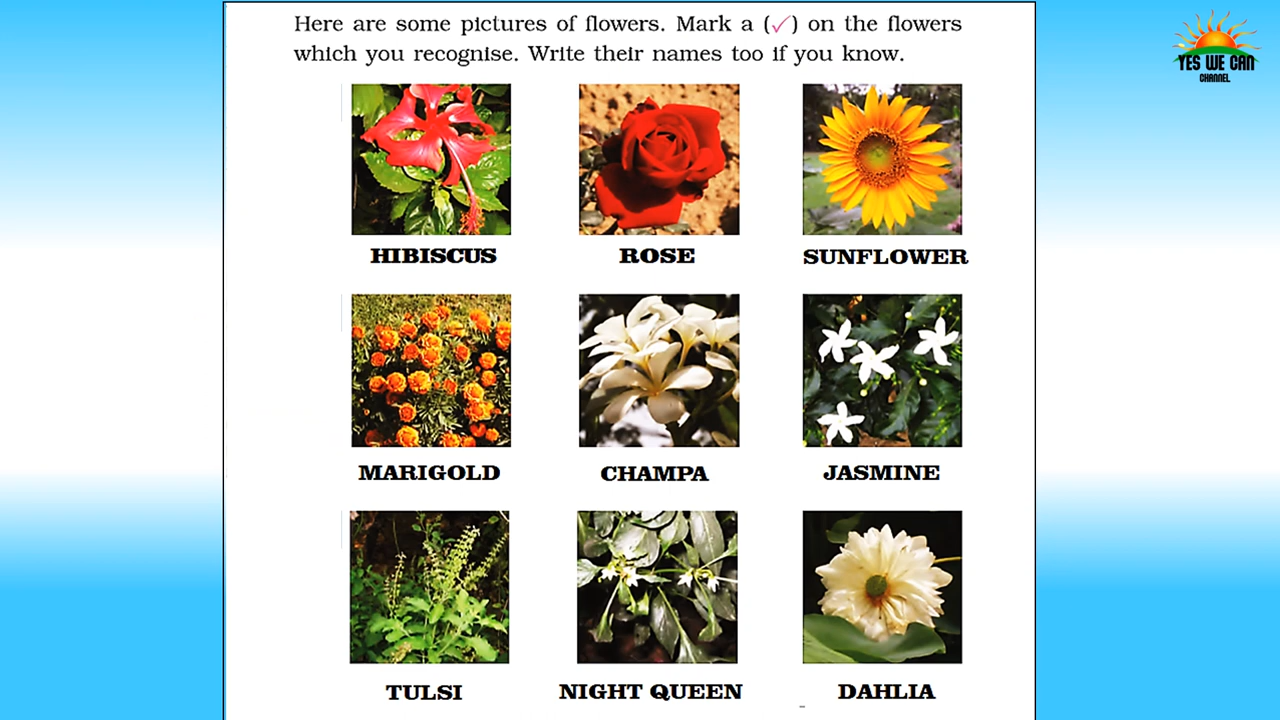 Here are some pictures of flowers. Mark a (✓) on the flowers
which you recognise. Write their names too if you know.
YES WE CAN
CHANNEL
HIBISCUS ROSE SUNFLOWER
MARIGOLD CHAMPA JASMINE
TULSI NIGHT QUEEN DAHLIA